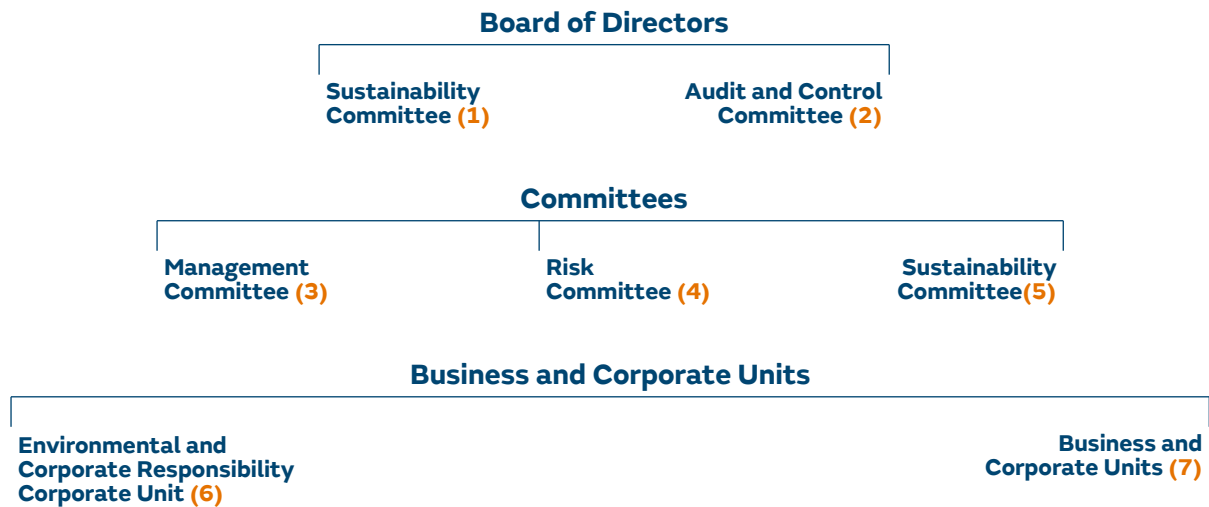 Board of Directors
Sustainability
Committee (1)
Audit and Control
Committee (2)
Committees
Management
Committee (3)
Risk
Committee (4)
Sustainability
Committee(5)
Business and Corporate Units
Environmental and
Corporate Responsibility
Corporate Unit (6)
Business and
Corporate Units (7)